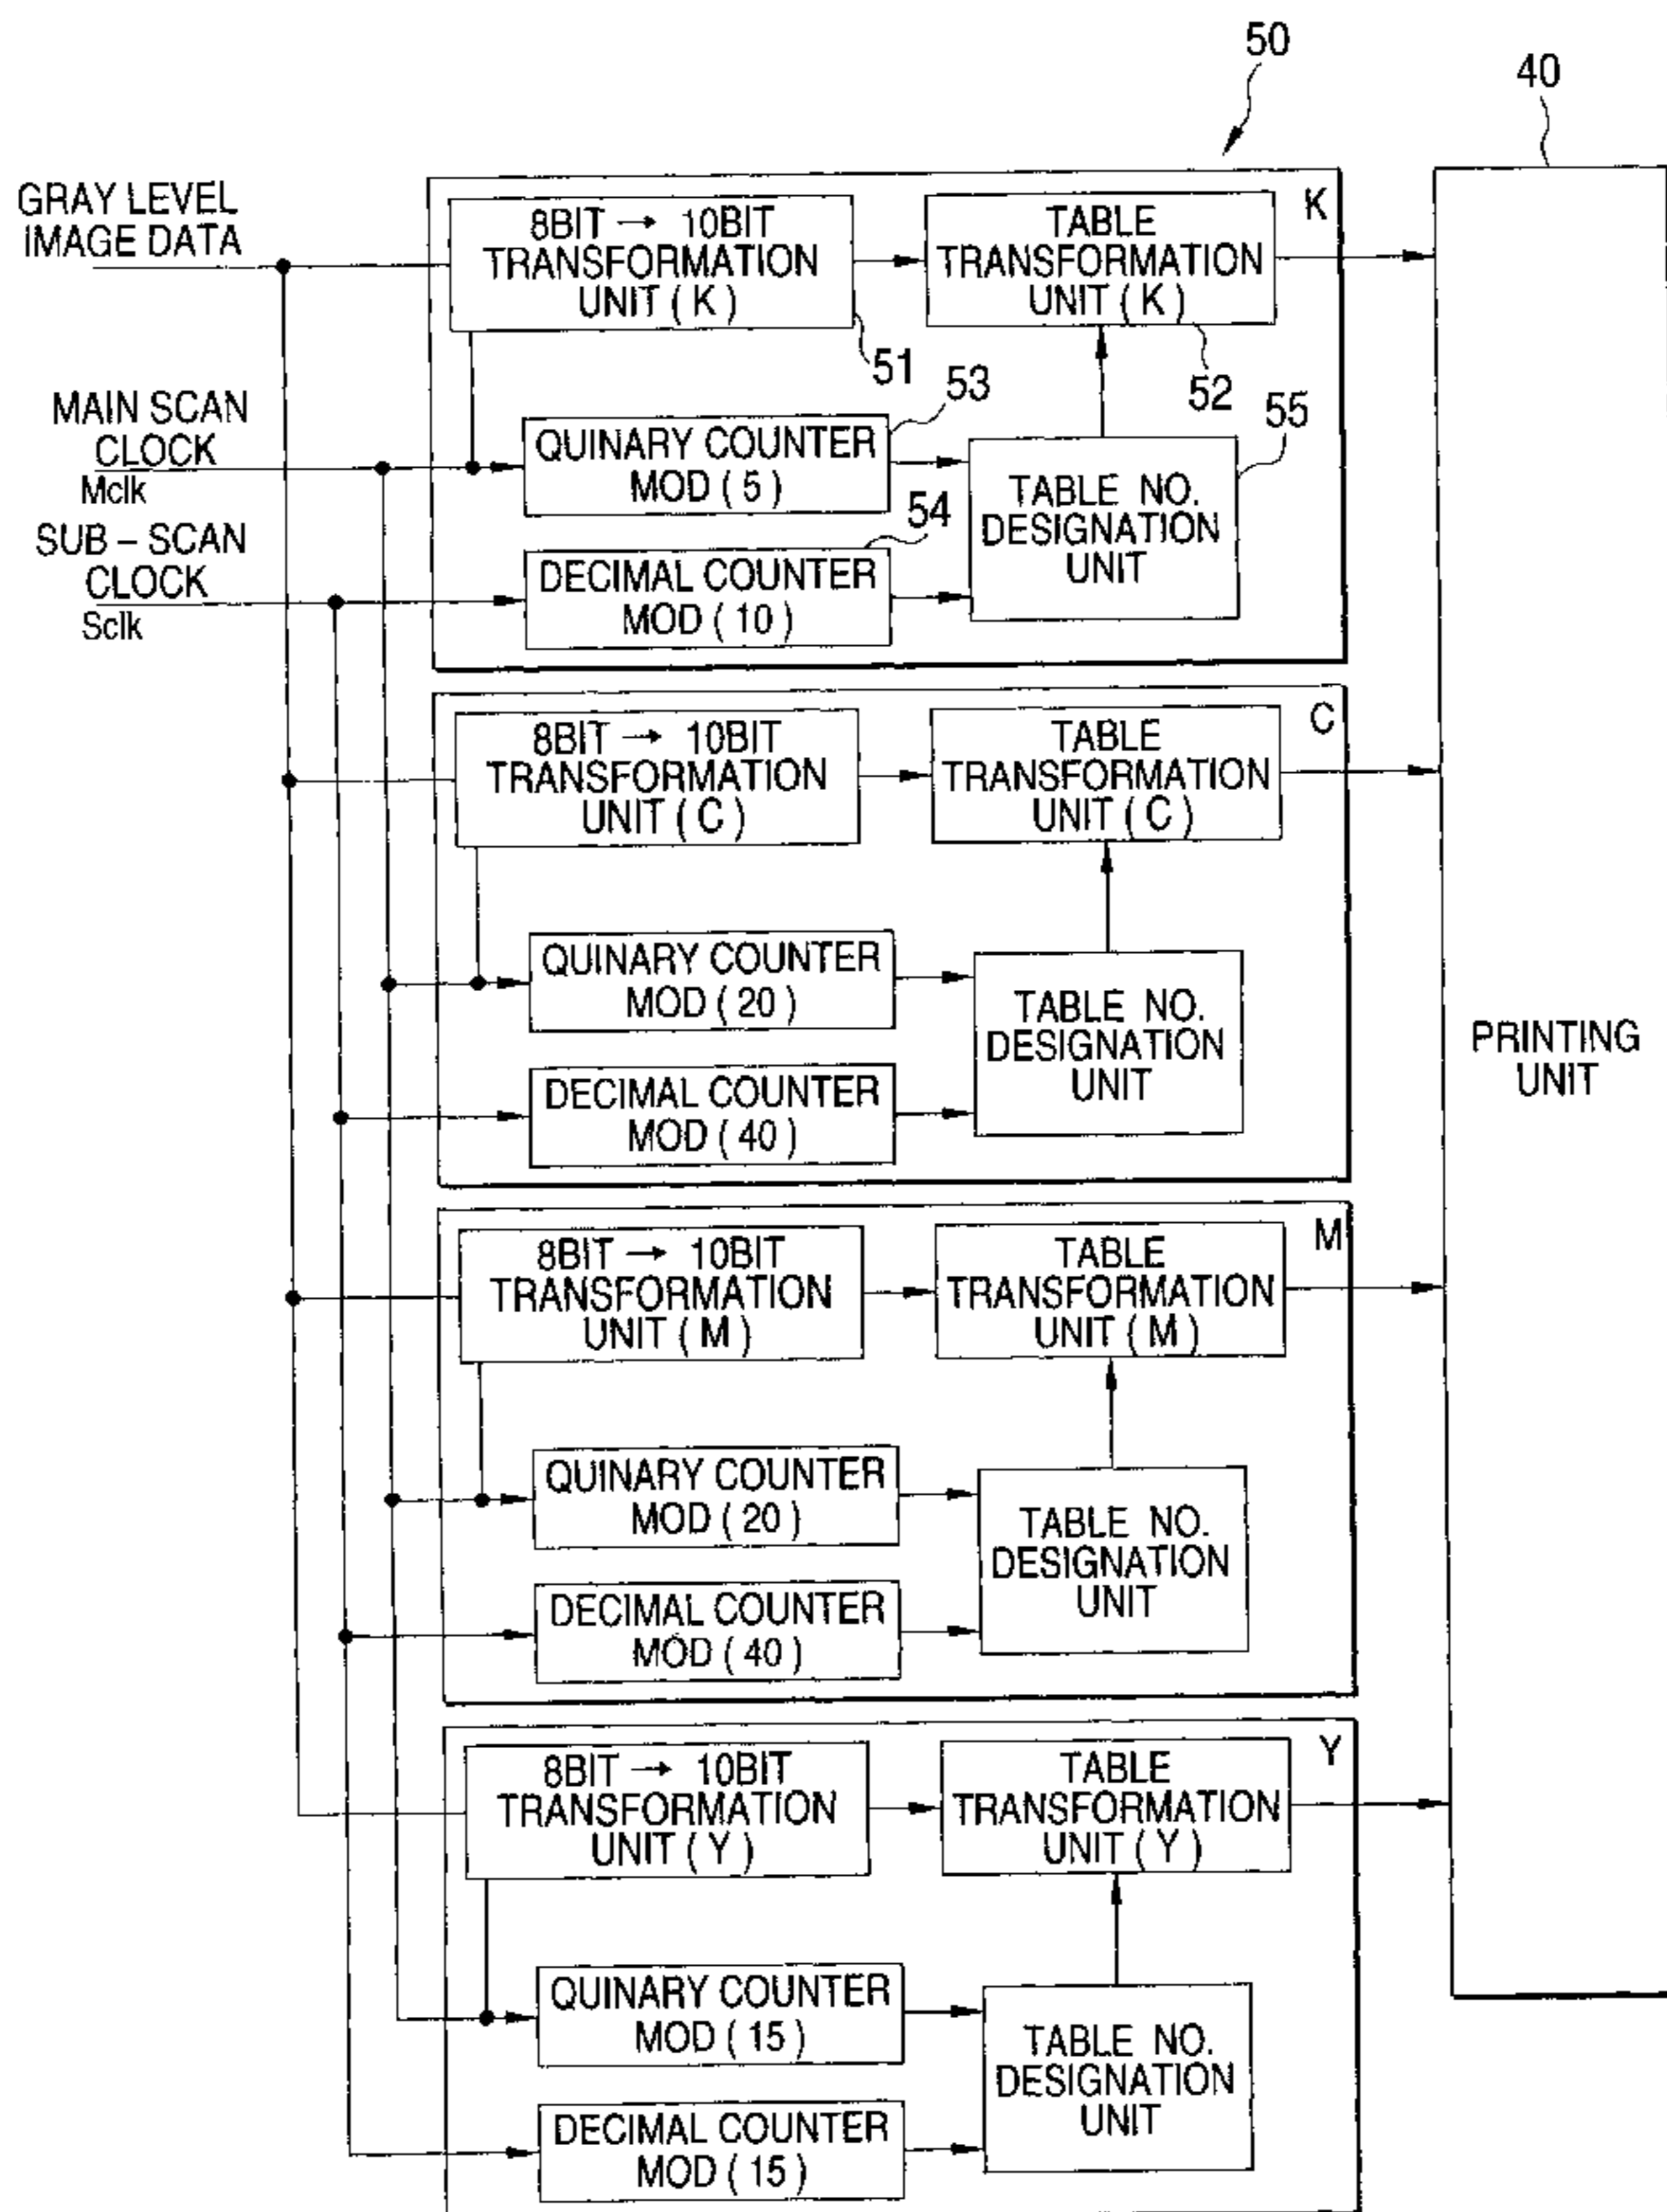 50
40
GRAY LEVEL
IMAGE DATA
8BIT → 10BIT
TRANSFORMATION
UNIT ( K )
TABLE
TRANSFORMATION
UNIT ( K )
K
51
52
MAIN SCAN
CLOCK
Mclk
53
QUINARY COUNTER
MOD ( 5 )
55
TABLE NO.
DESIGNATION
UNIT
SUB – SCAN
CLOCK
Sclk
54
DECIMAL COUNTER
MOD ( 10 )
8BIT → 10BIT
TRANSFORMATION
UNIT ( C )
TABLE
TRANSFORMATION
UNIT ( C )
C
QUINARY COUNTER
MOD ( 20 )
TABLE NO.
DESIGNATION
UNIT
DECIMAL COUNTER
MOD ( 40 )
PRINTING
UNIT
8BIT → 10BIT
TRANSFORMATION
UNIT ( M )
TABLE
TRANSFORMATION
UNIT ( M )
M
QUINARY COUNTER
MOD ( 20 )
TABLE NO.
DESIGNATION
UNIT
DECIMAL COUNTER
MOD ( 40 )
8BIT → 10BIT
TRANSFORMATION
UNIT ( Y )
TABLE
TRANSFORMATION
UNIT ( Y )
Y
QUINARY COUNTER
MOD ( 15 )
TABLE NO.
DESIGNATION
UNIT
DECIMAL COUNTER
MOD ( 15 )